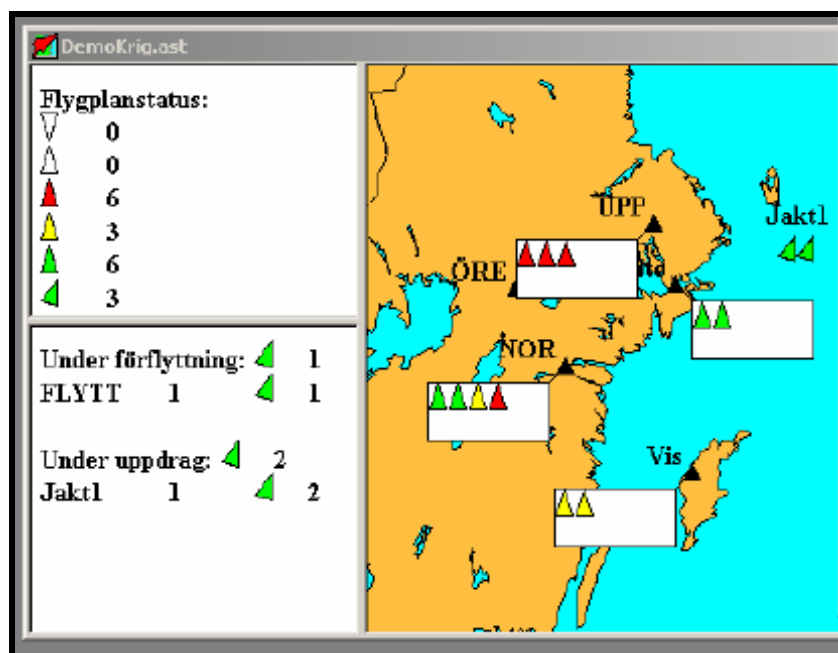 DemoKrig.ast
Flygplanstatus:
0
0
6
3
6
3
Under förflyttning: 1
FLYTT 1 1
Under uppdrag: 2
Jakt1 1 2
UPP
Jakt1
ÖRE
NOR
Vis